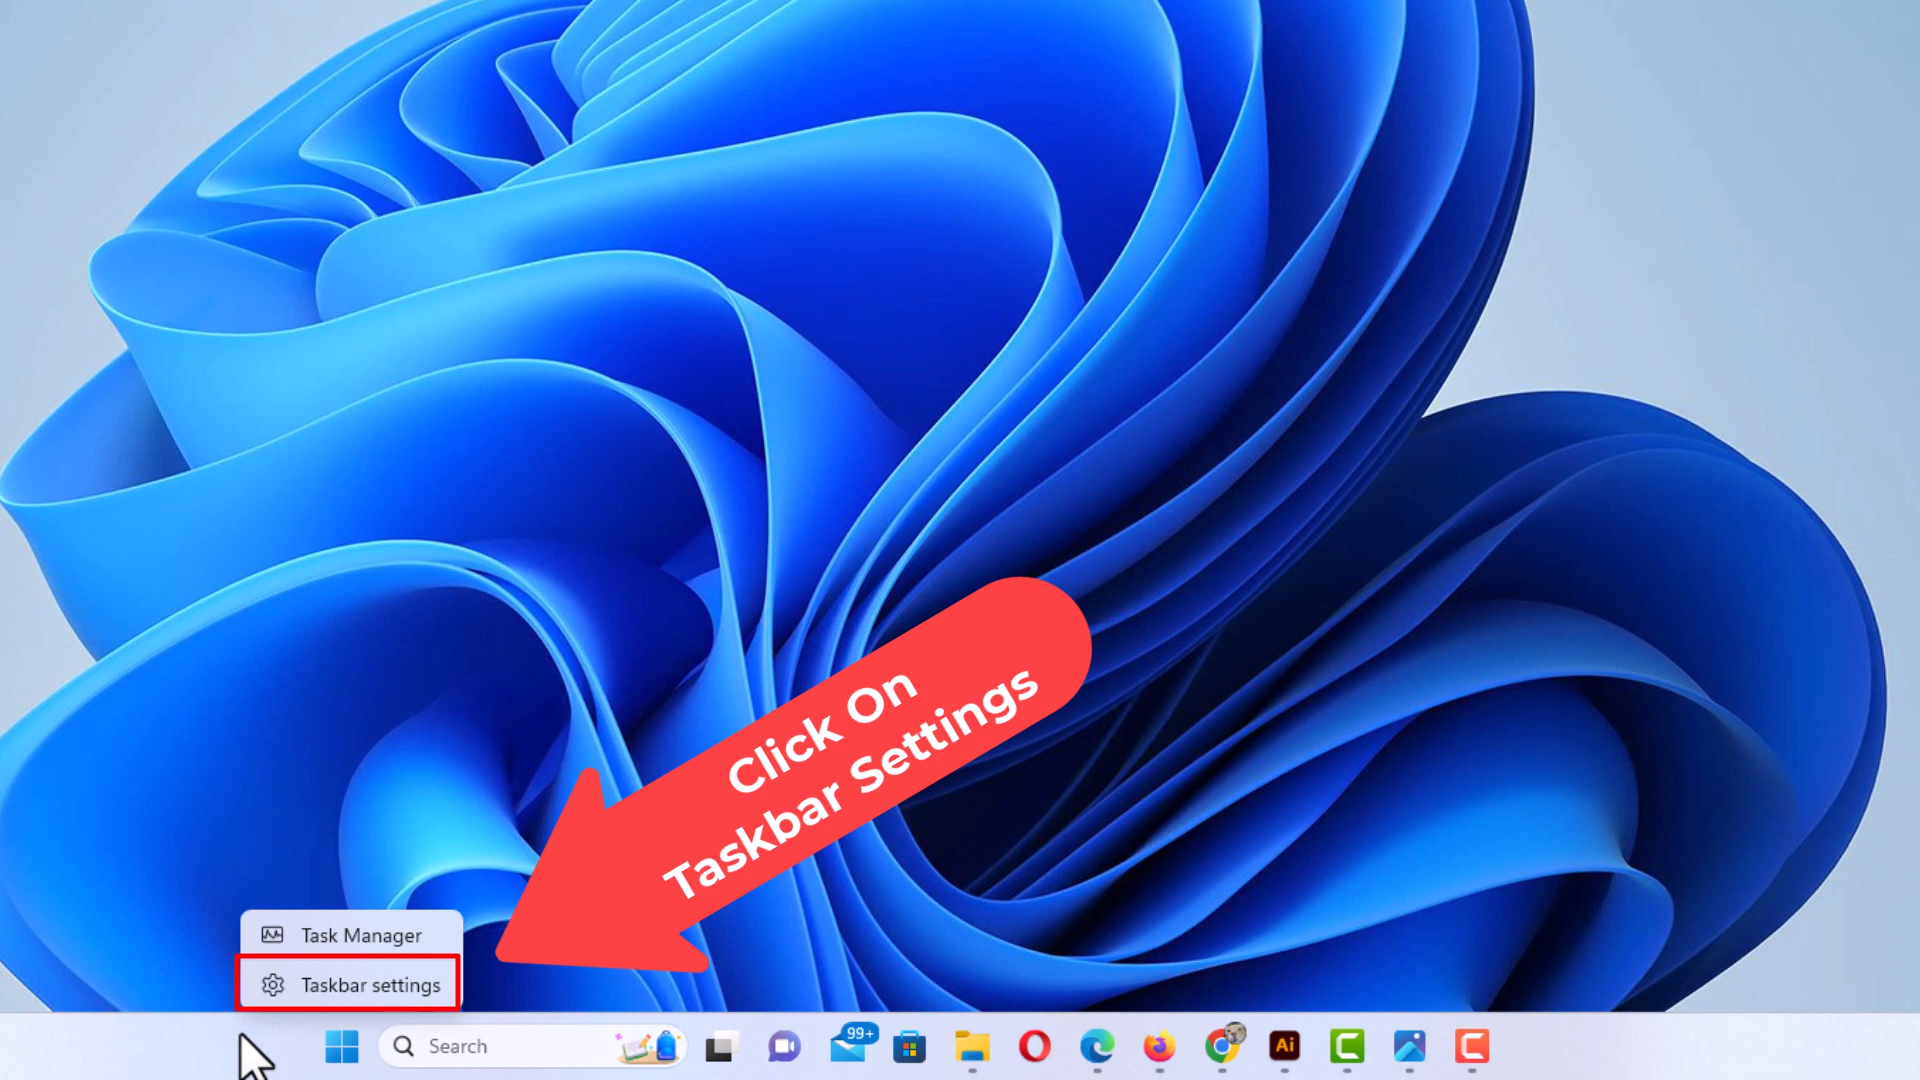 Click On
Taskbar Settings
Task Manager
Taskbar settings
Search
99+
Ai